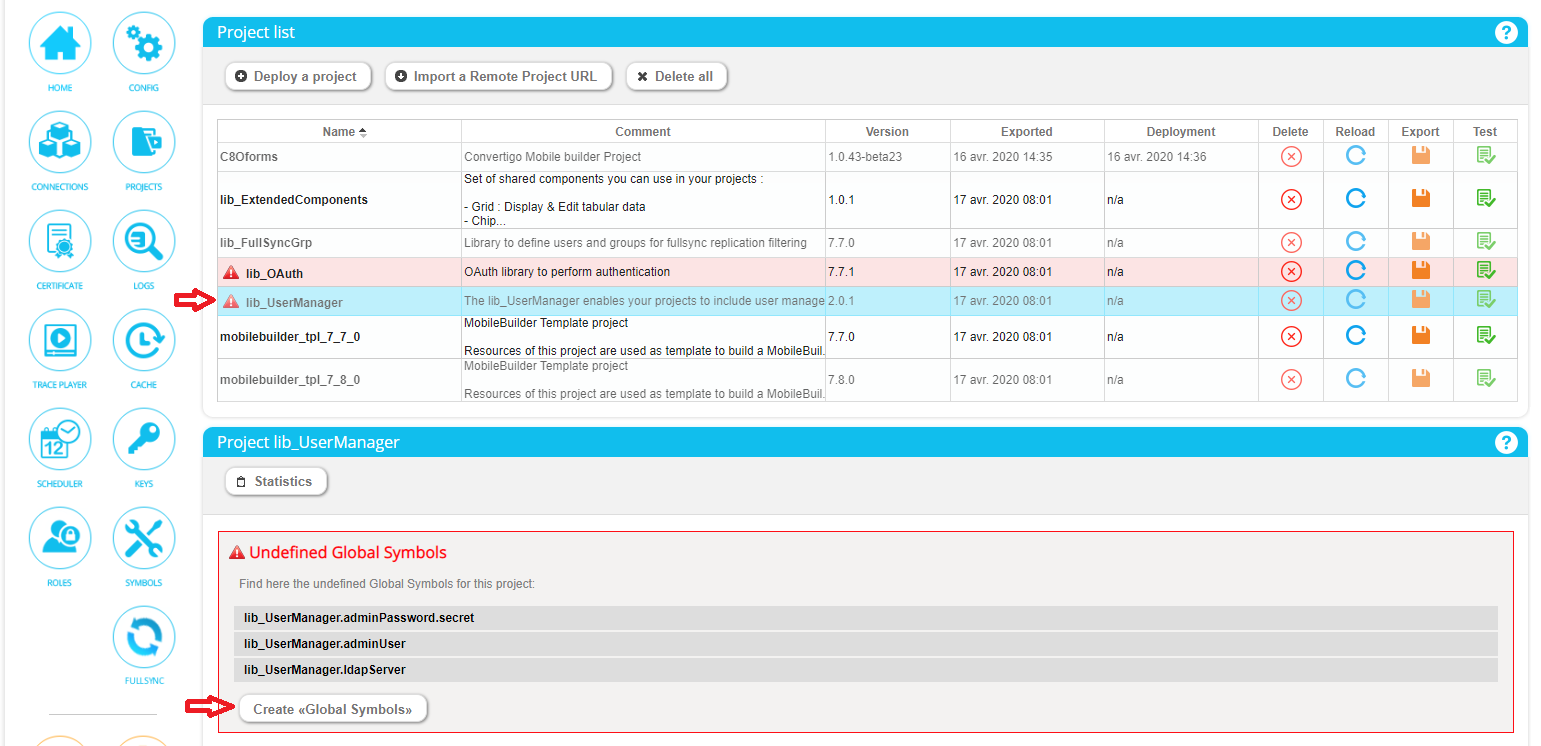 HOME
CONFIG
CONNECTIONS
PROJECTS
CERTIFICATE
LOGS
TRACE PLAYER
CACHE
12
SCHEDULER
KEYS
ROLES
SYMBOLS
FULLSYNC
Project list
?
Deploy a project
Import a Remote Project URL
Delete all
Name Comment Version Exported Deployment Delete Reload Export Test
C8Oforms Convertigo Mobile builder Project 1.0.43-beta23 16 avr. 2020 14:35 16 avr. 2020 14:36
Set of shared components you can use in your projects :
lib_ExtendedComponents 1.0.1 17 avr. 2020 08:01 n/a
- Grid : Display & Edit tabular data
- Chip...
lib_FullSyncGrp Library to define users and groups for fullsync replication filtering 7.7.0 17 avr. 2020 08:01 n/a
lib_OAuth OAuth library to perform authentication 7.7.1 17 avr. 2020 08:01 n/a
lib_UserManager The lib_UserManager enables your projects to include user manage 2.0.1 17 avr. 2020 08:01 n/a
MobileBuilder Template project
mobilebuilder_tpl_7_7_0 7.7.0 17 avr. 2020 08:01 n/a
Resources of this project are used as template to build a MobileBuil.
MobileBuilder Template project
mobilebuilder_tpl_7_8_0 7.8.0 17 avr. 2020 08:01 n/a
Resources of this project are used as template to build a MobileBuil.
Project lib_UserManager
?
Statistics
Undefined Global Symbols
Find here the undefined Global Symbols for this project:
lib_UserManager.adminPassword.secret
lib_UserManager.adminUser
lib_UserManager.ldapServer
Create «Global Symbols»